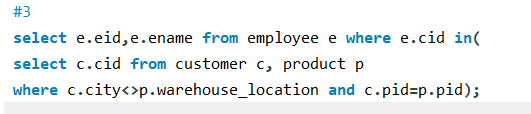 #3
select e.eid,e.ename from employee e where e.cid in(
select c.cid from customer c, product p
where c.city<>p.warehouse_location and c.pid=p.pid);